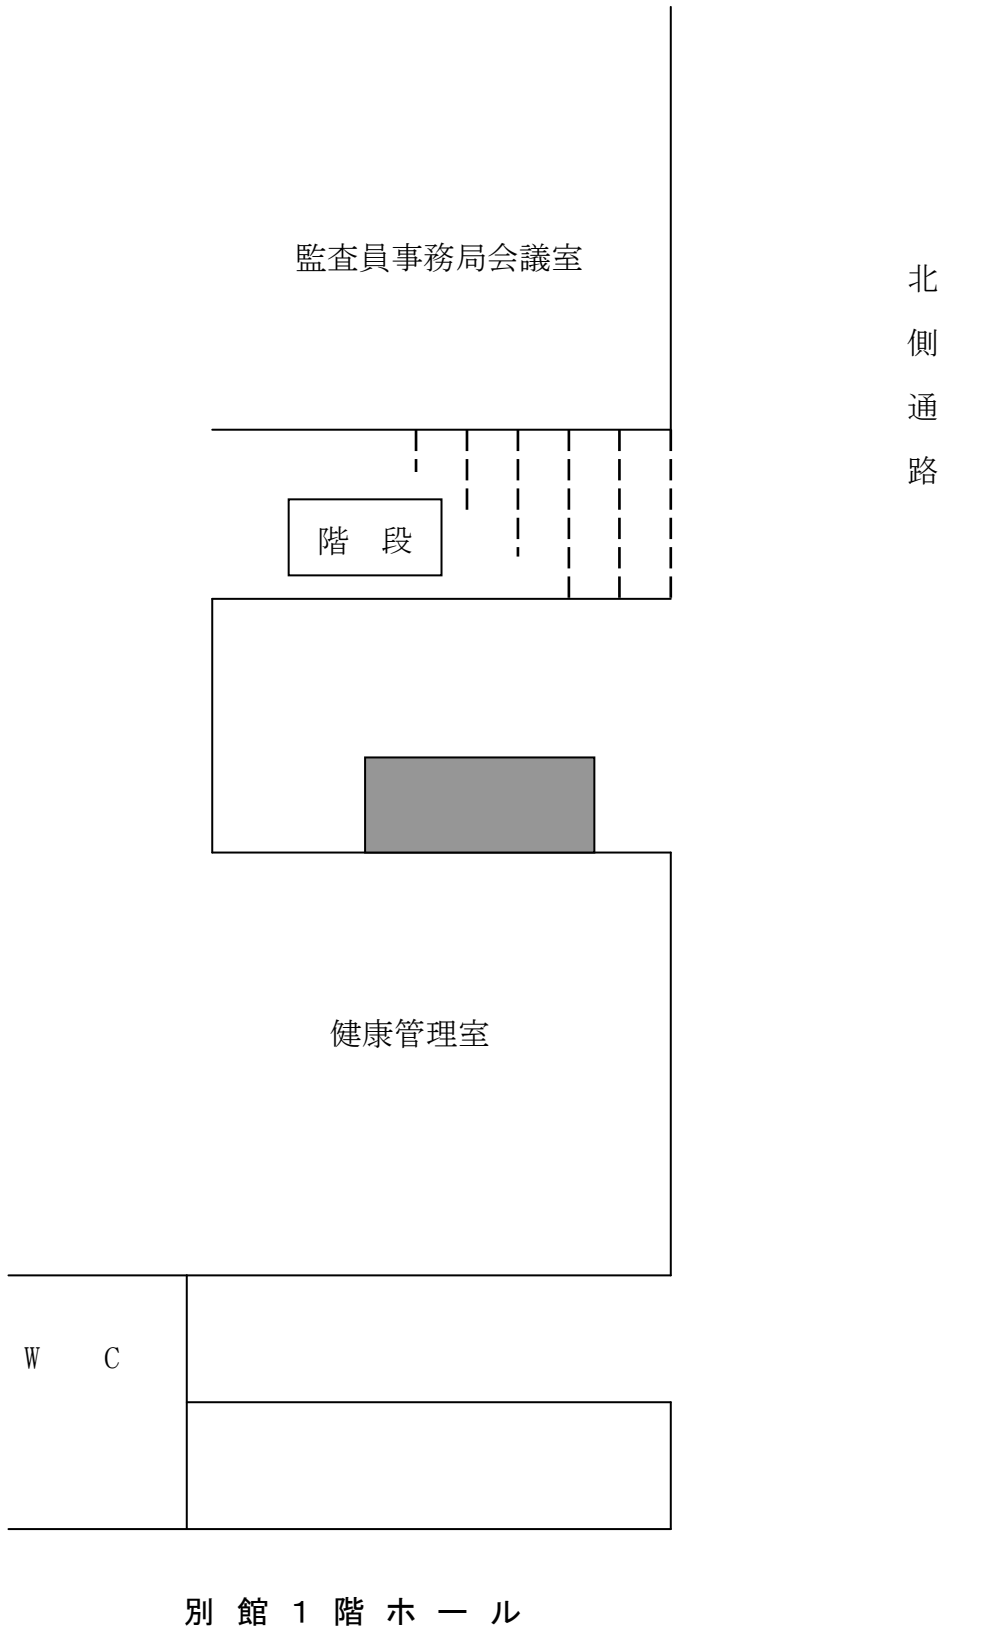 監査員事務局会議室
北側通路
階　段
健康管理室
Ｗ　Ｃ
別館１階ホール